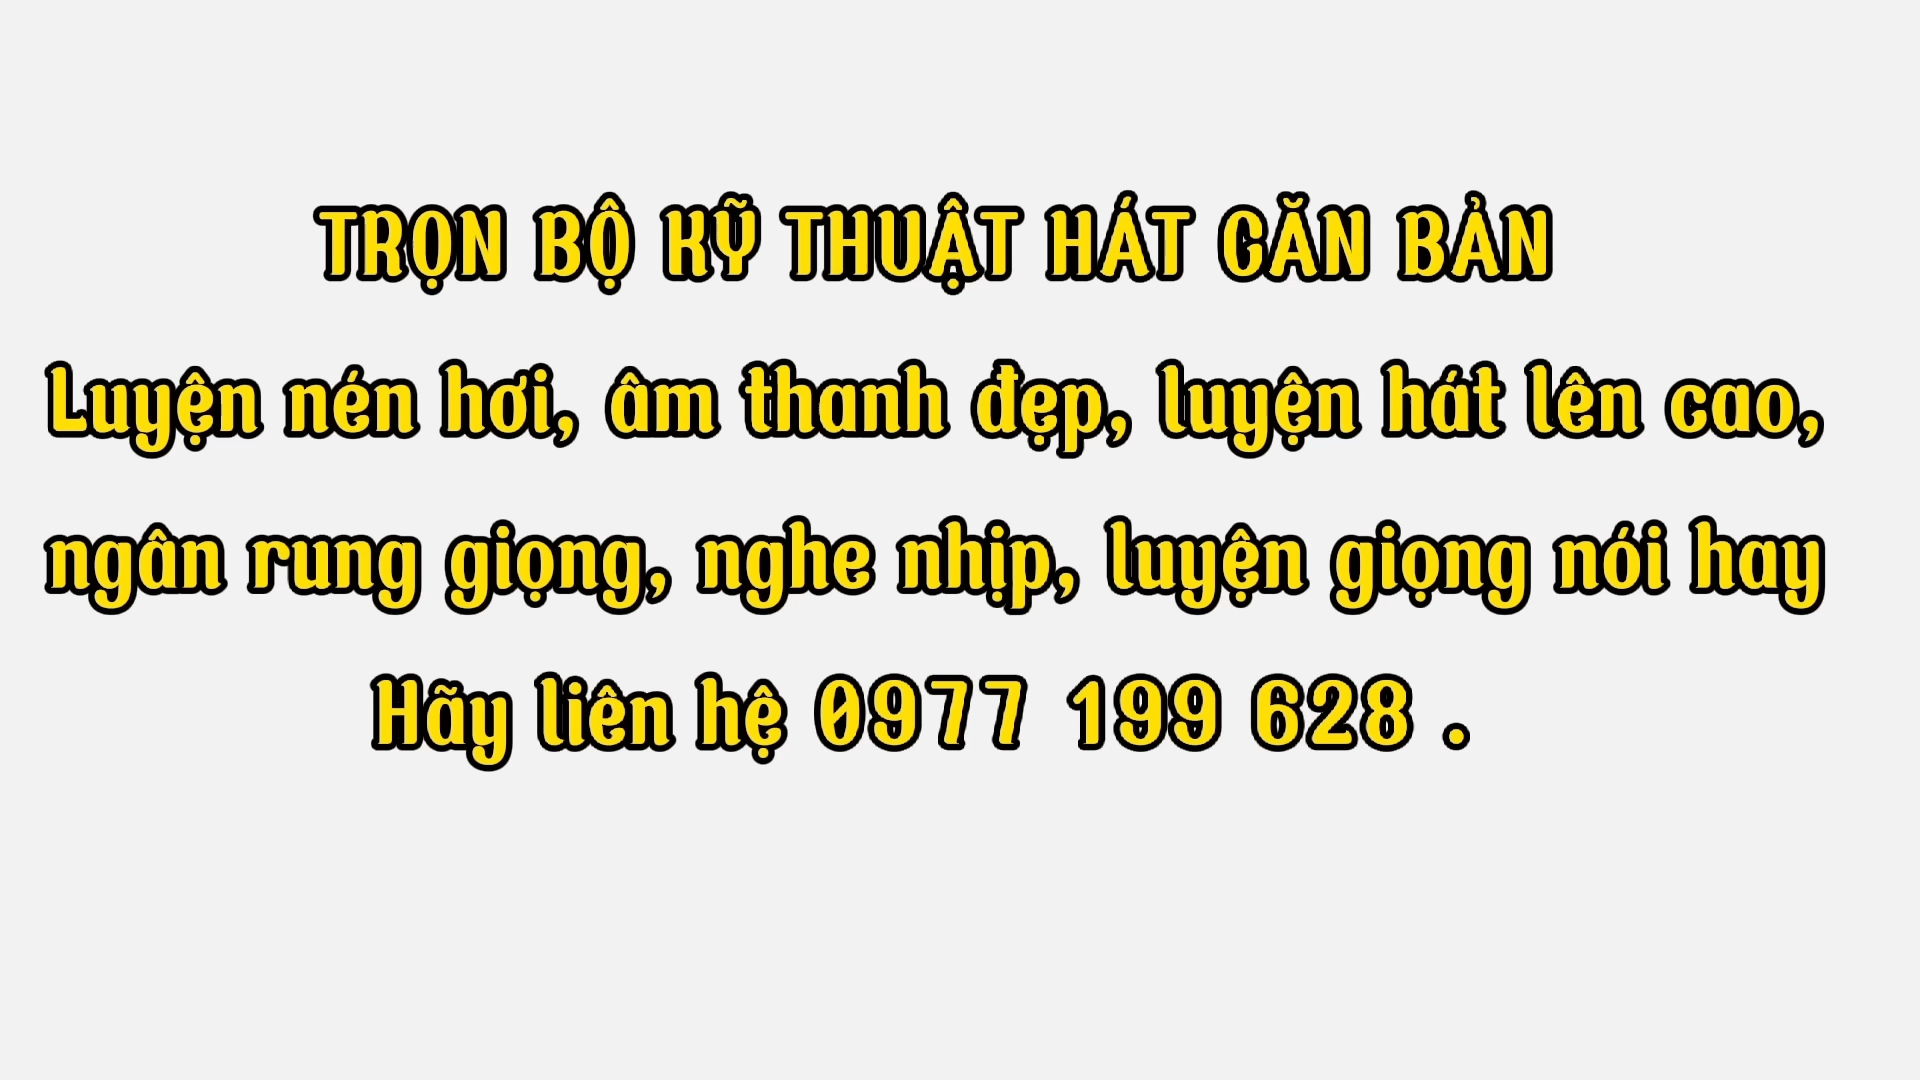 TRỌN BỘ KỸ THUẬT HÁT CĂN BẢN
Luyện nén hơi, âm thanh đẹp, luyện hát lên cao,
ngân rung giọng, nghe nhịp, luyện giọng nói hay
Hãy liên hệ 0977 199 628 .